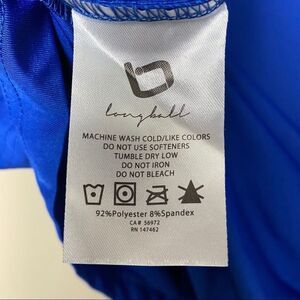 longball
MACHINE WASH COLD/LIKE COLORS
DO NOT USE SOFTENERS
TUMBLE DRY LOW
DO NOT IRON
DO NOT BLEACH
92%Polyester 8%Spandex
CA# 56972
RN 147462